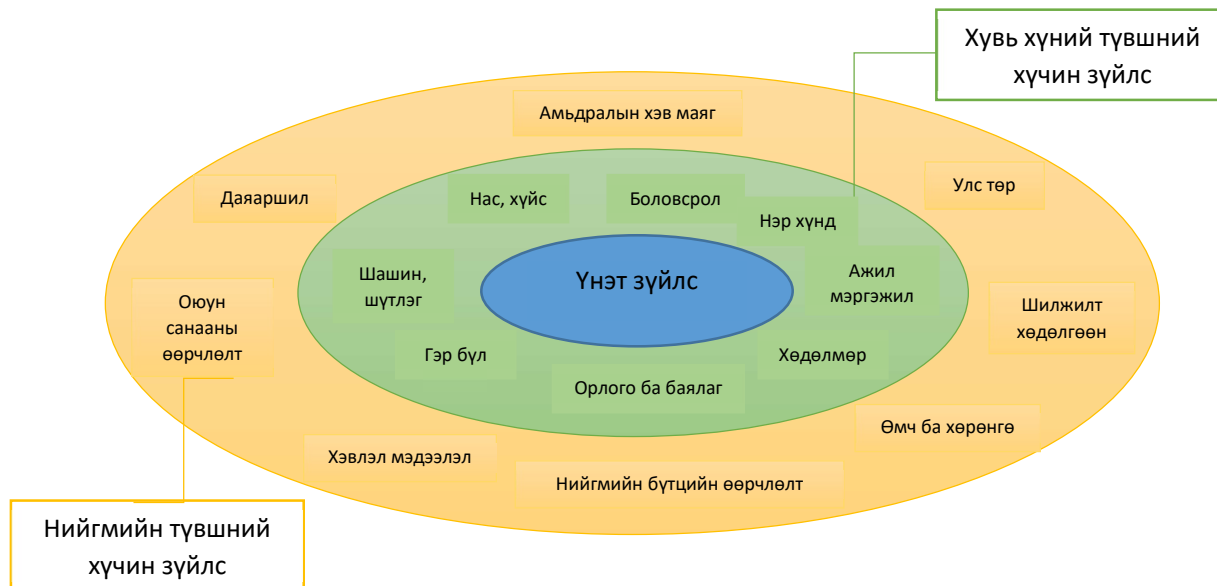 Хувь хүний түвшний
хүчин зүйлс
Амьдралын хэв маяг
Улс төр
Даяаршил
Нас, хүйс
Боловсрол
Нэр хүнд
Шашин,
шүтлэг
Үнэт зүйлс
Ажил
мэргэжил
Оюун
санааны
өөрчлөлт
Шилжилт
хөдөлгөөн
Гэр бүл
Хөдөлмөр
Орлого ба баялаг
Өмч ба хөрөнгө
Хэвлэл мэдээлэл
Нийгмийн бүтцийн өөрчлөлт
Нийгмийн түвшний
хүчин зүйлс